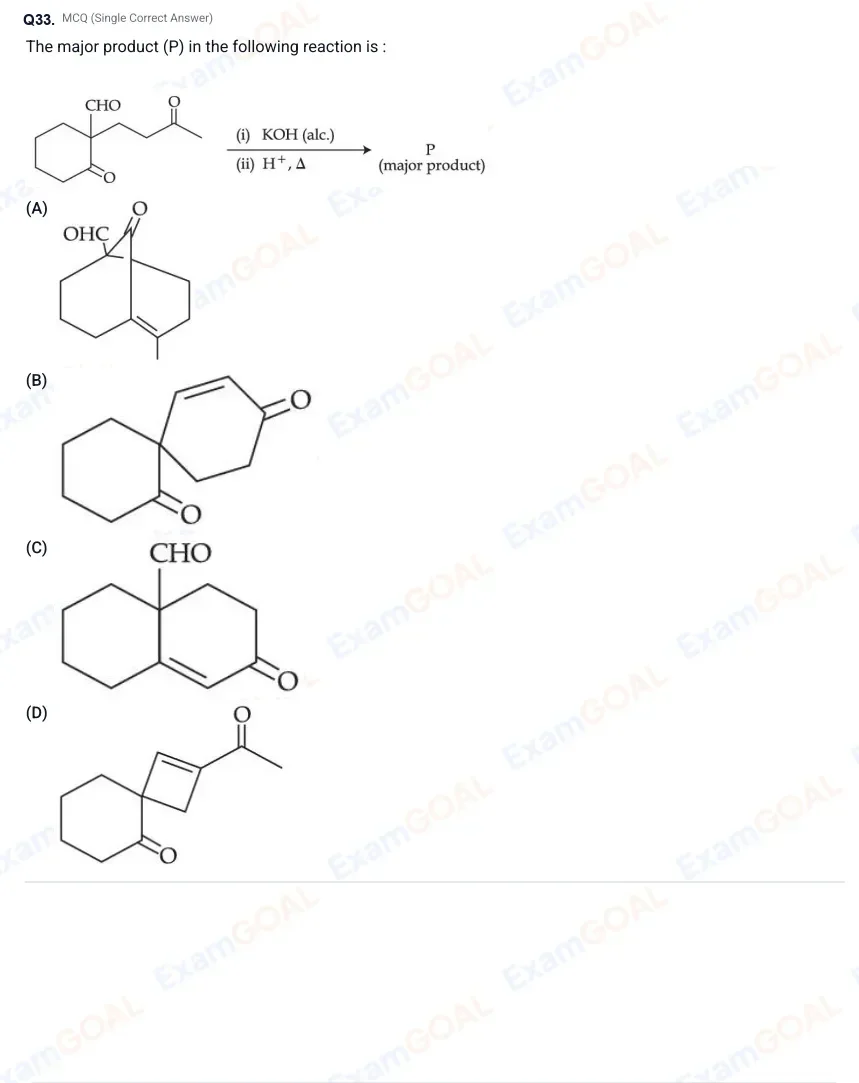 Q33. MCQ (Single Correct Answer)
The major product (P) in the following reaction is :
CHO
O
O
(i) KOH (alc.)
(ii) H⁺, Δ
P
(major product)
(A)
O
OHC
(B)
O
O
(C)
CHO
O
(D)
O
O
ExamGOAL